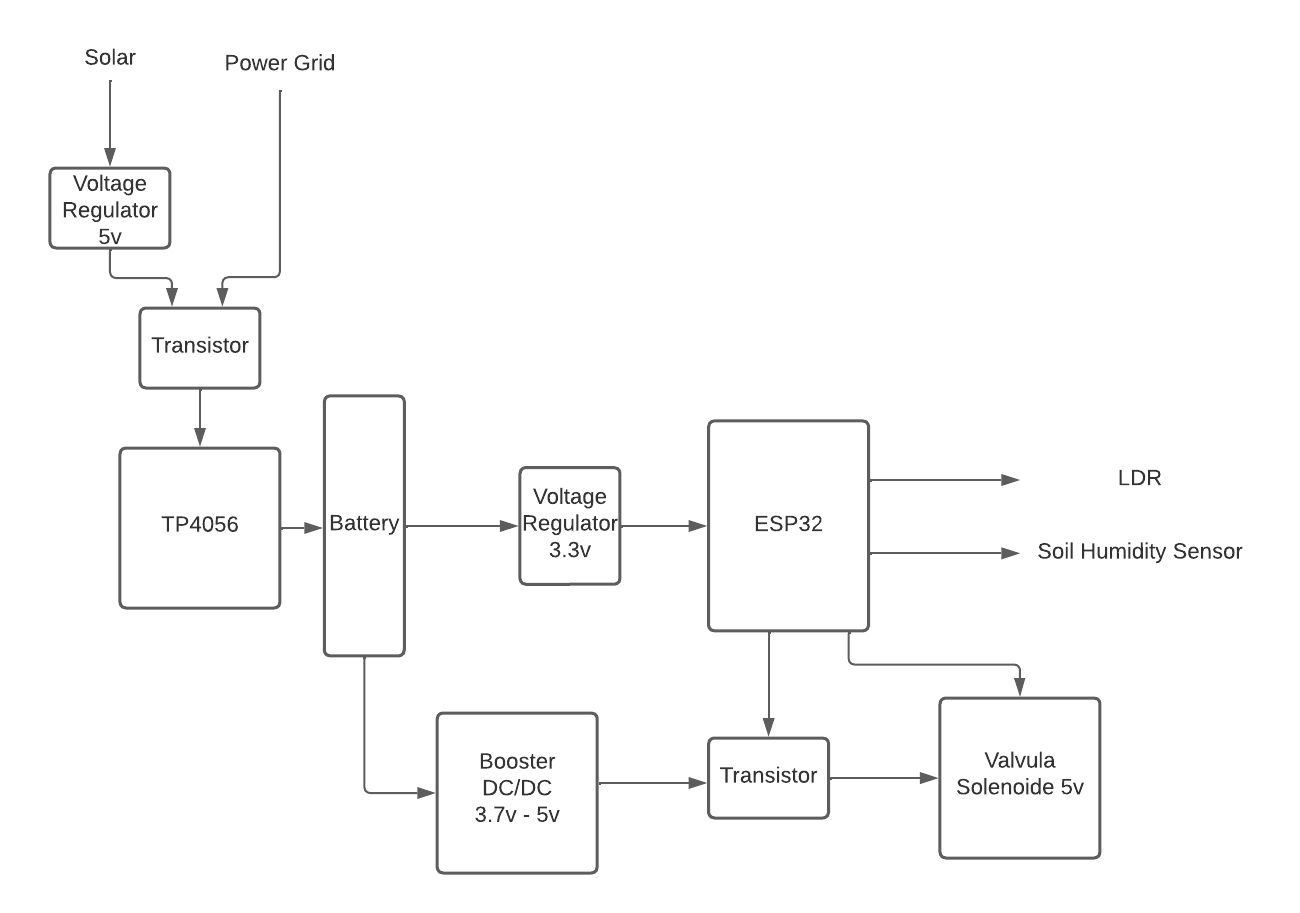 Solar
Power Grid
Voltage
Regulator
5v
Transistor
TP4056
Battery
Voltage
Regulator
3.3v
ESP32
LDR
Soil Humidity Sensor
Booster
DC/DC
3.7v - 5v
Transistor
Valvula
Solenoide 5v